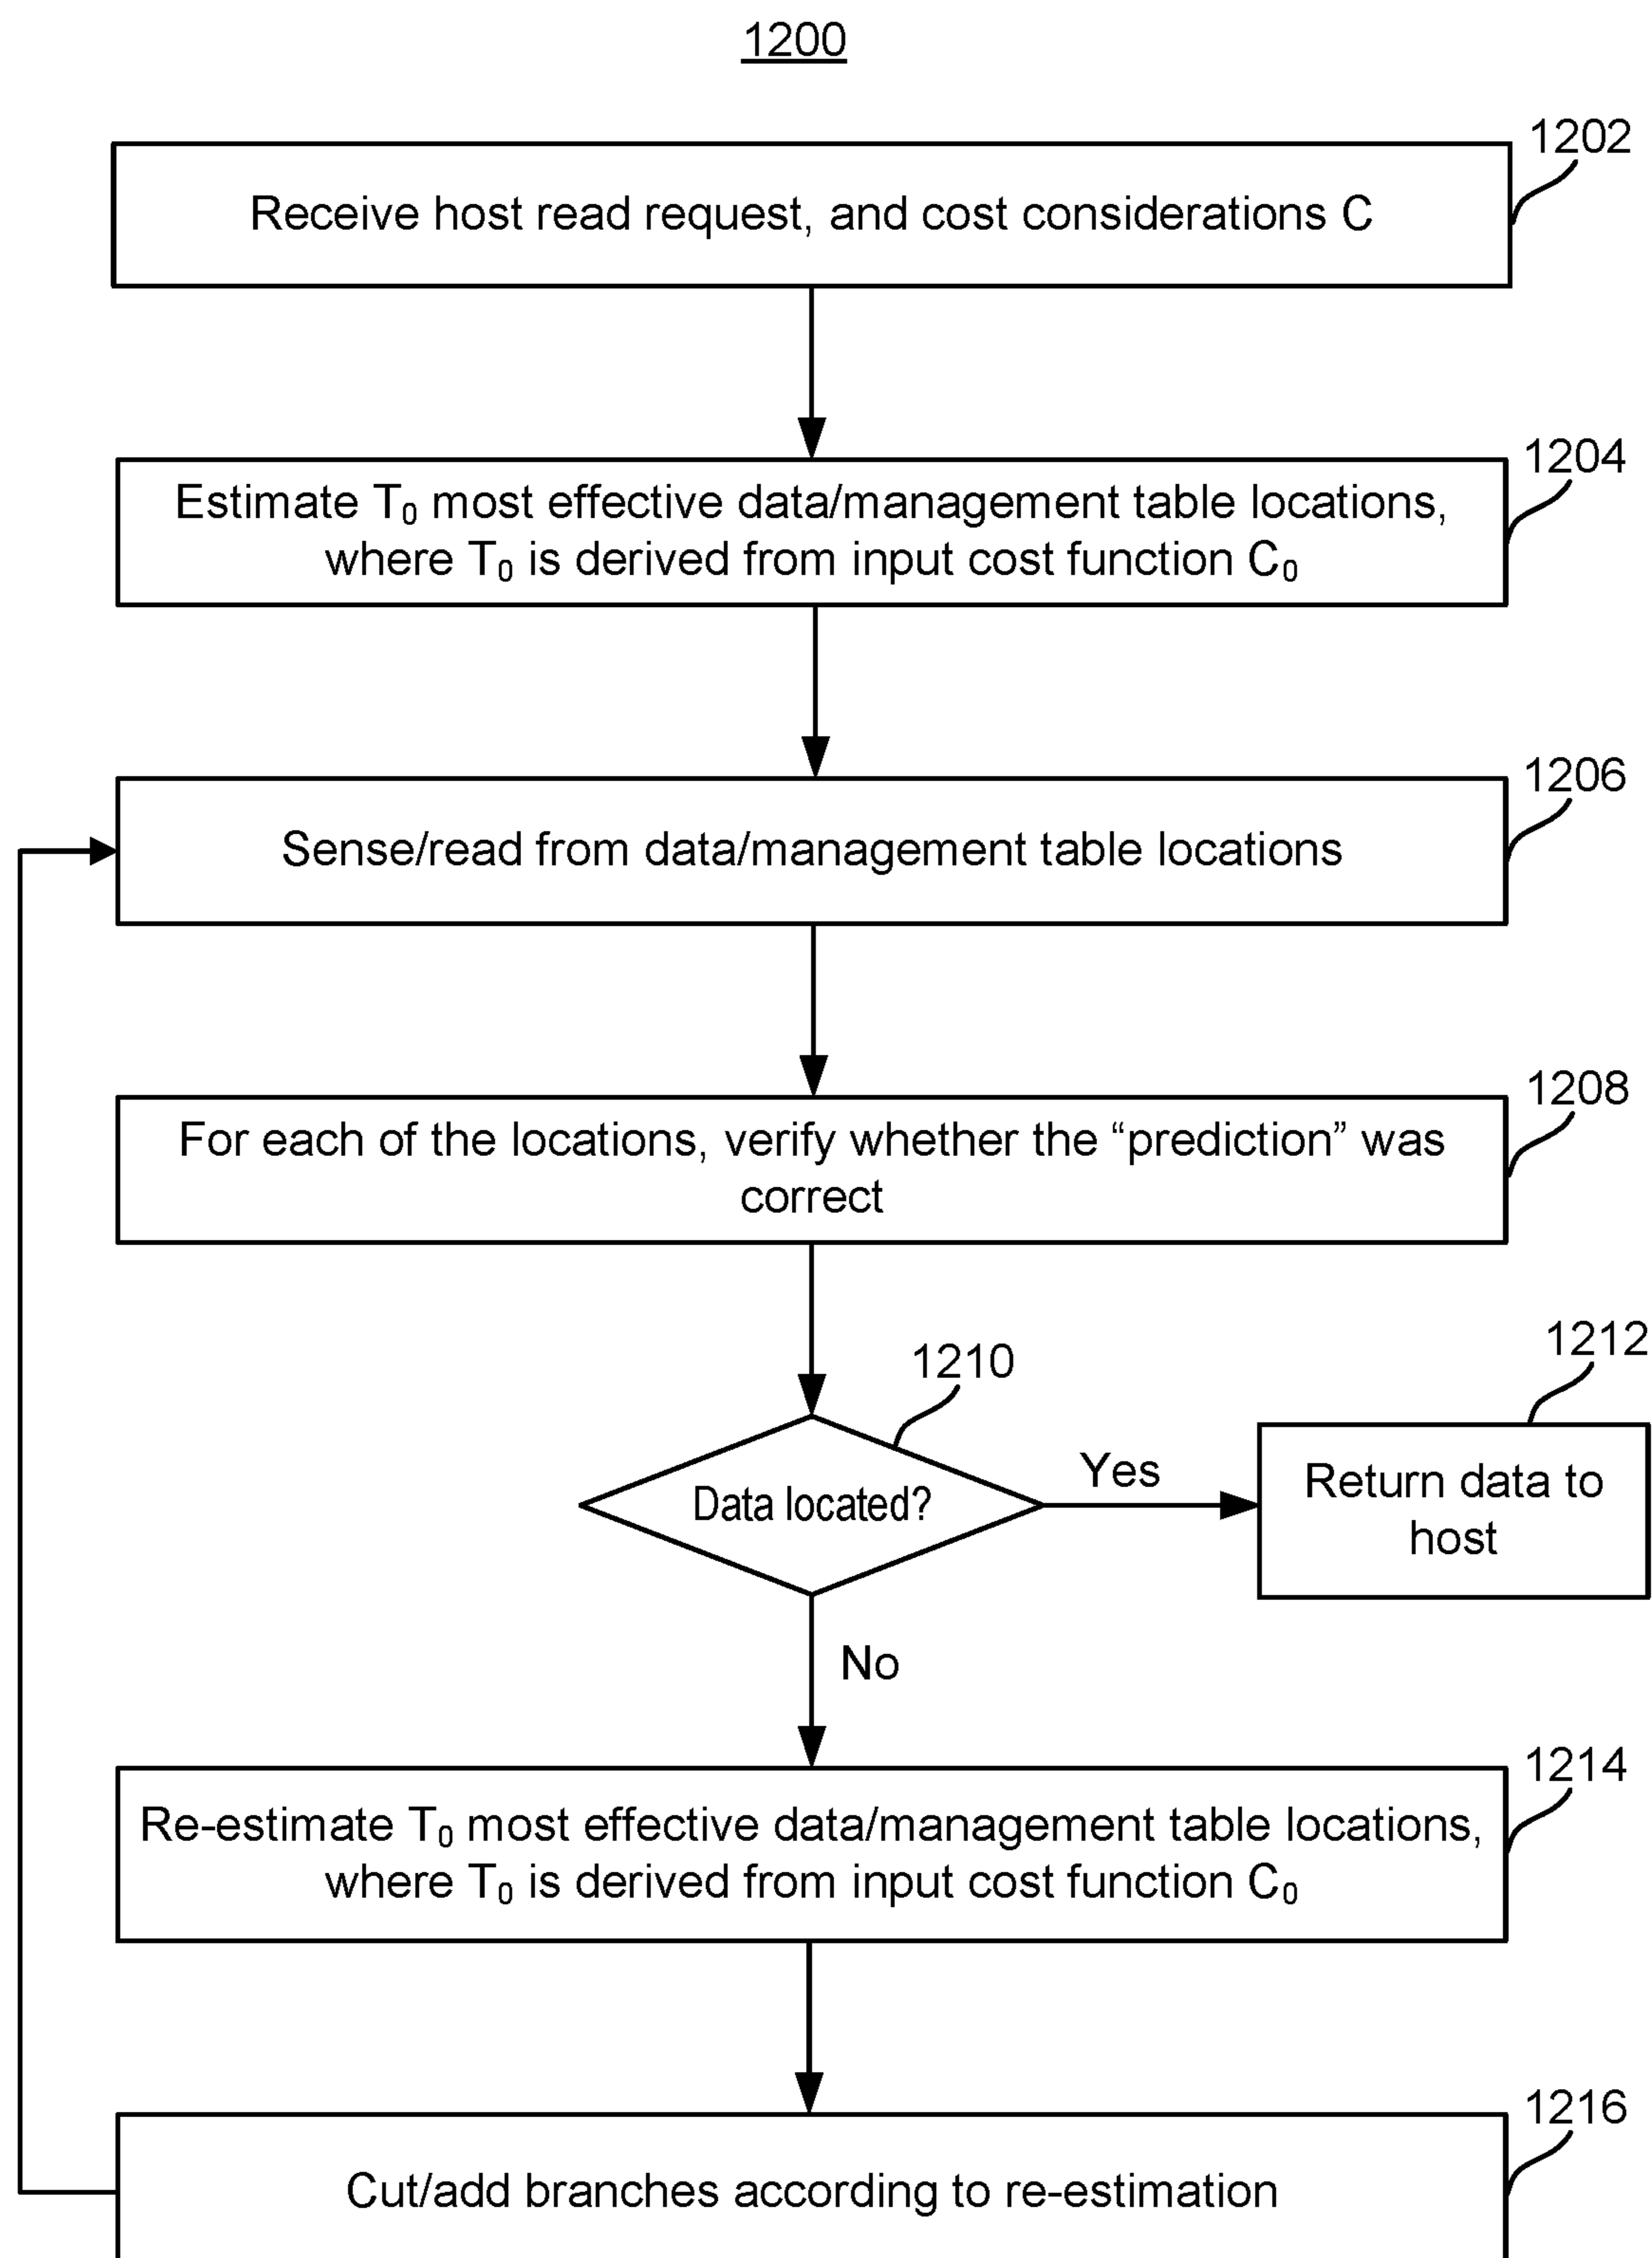 1200
1202
Receive host read request, and cost considerations C
1204
Estimate T₀ most effective data/management table locations,
where T₀ is derived from input cost function C₀
1206
Sense/read from data/management table locations
1208
For each of the locations, verify whether the “prediction” was
correct
1210
Data located?
Yes
1212
Return data to
host
No
1214
Re-estimate T₀ most effective data/management table locations,
where T₀ is derived from input cost function C₀
1216
Cut/add branches according to re-estimation